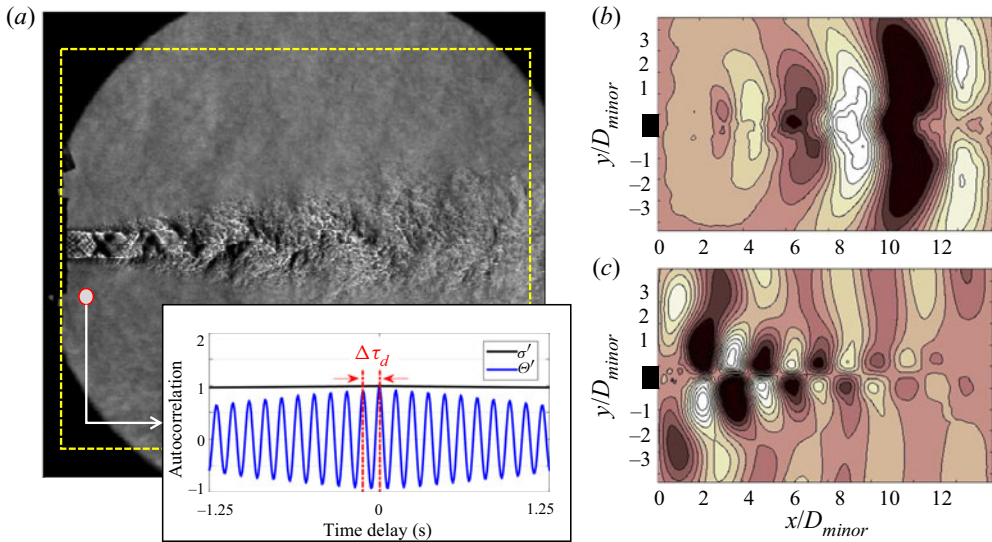 (a)
2
1
0
−1
Autocorrelation
Δτd
σ′
Θ′
−1.25
0
1.25
Time delay (s)
(b)
3
2
1
−1
−2
−3
y/Dminor
0 2 4 6 8 10 12
(c)
3
2
1
−1
−2
−3
y/Dminor
0 2 4 6 8 10 12
x/Dminor